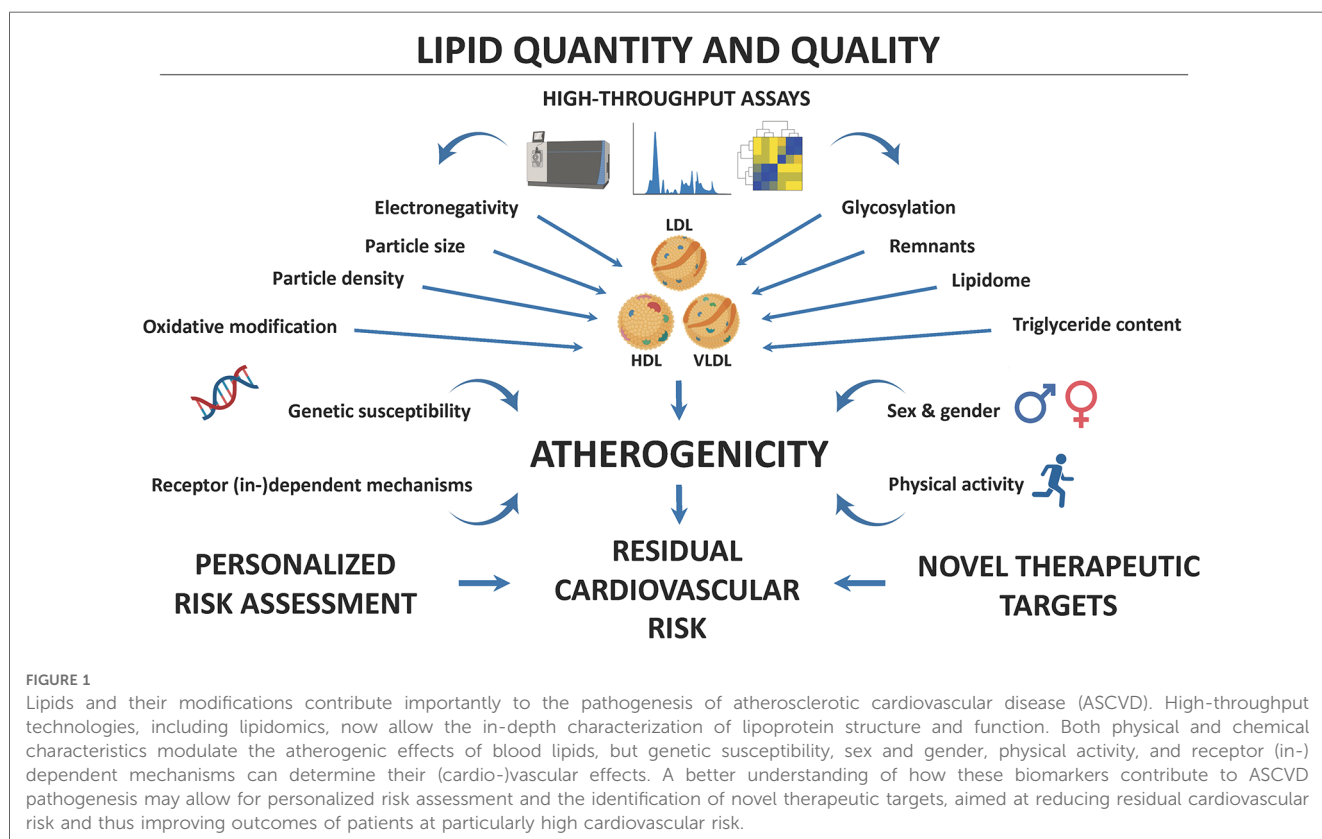 LIPID QUANTITY AND QUALITY
HIGH-THROUGHPUT ASSAYS
Electronegativity
Glycosylation
LDL
Particle size
Remnants
Particle density
Lipidome
Oxidative modification
Triglyceride content
HDL
VLDL
Genetic susceptibility
Sex & gender
ATHEROGENICITY
Receptor (in-)dependent mechanisms
Physical activity
PERSONALIZED
RISK ASSESSMENT
RESIDUAL
CARDIOVASCULAR
RISK
NOVEL THERAPEUTIC
TARGETS
FIGURE 1
Lipids and their modifications contribute importantly to the pathogenesis of atherosclerotic cardiovascular disease (ASCVD). High-throughput
technologies, including lipidomics, now allow the in-depth characterization of lipoprotein structure and function. Both physical and chemical
characteristics modulate the atherogenic effects of blood lipids, but genetic susceptibility, sex and gender, physical activity, and receptor (in-)
dependent mechanisms can determine their (cardio-)vascular effects. A better understanding of how these biomarkers contribute to ASCVD
pathogenesis may allow for personalized risk assessment and the identification of novel therapeutic targets, aimed at reducing residual cardiovascular
risk and thus improving outcomes of patients at particularly high cardiovascular risk.